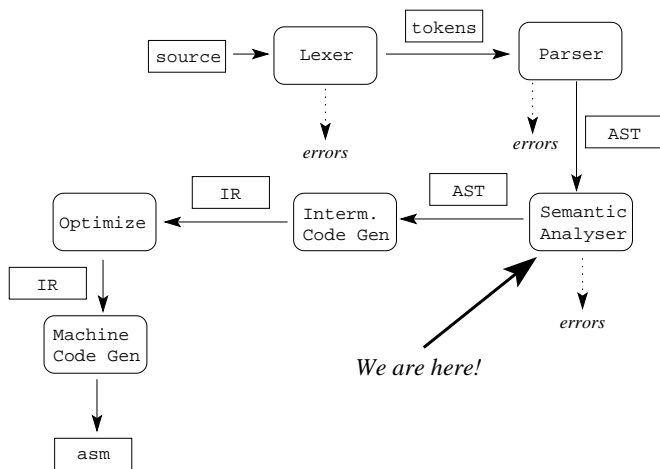 tokens
source
Lexer
Parser
AST
errors
errors
IR
AST
Optimize
Interm.
Code Gen
Semantic
Analyser
IR
Machine
Code Gen
errors
We are here!
asm